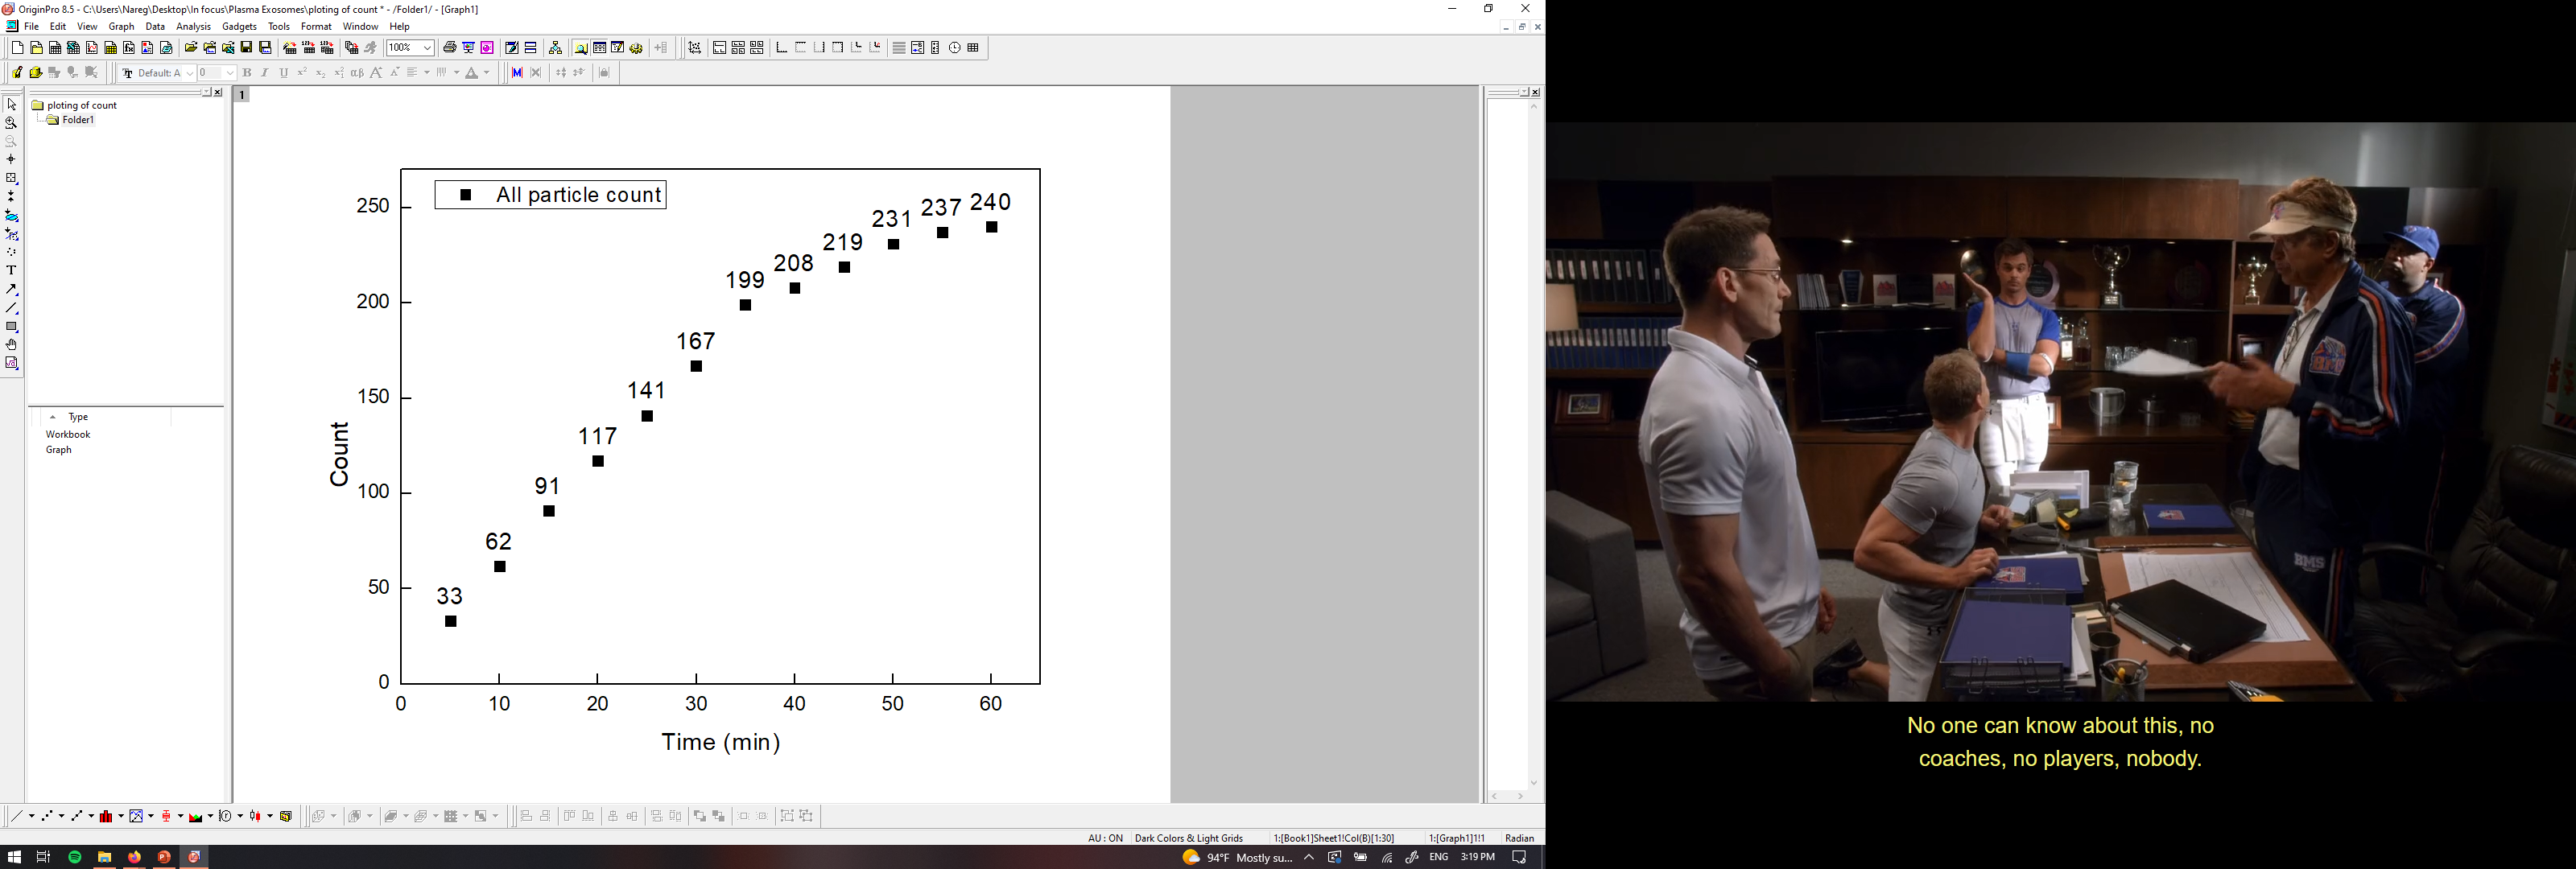 OriginPro 8.5 - C:\Users\Nareg\Desktop\In focus\Plasma Exosomes\ploting of count * - /Folder1/ - [Graph1]
File Edit View Graph Data Analysis Gadgets Tools Format Window Help
100%
Default: A 0 B I U
ploting of count
Folder1
Type
Workbook
Graph
1
All particle count
250
200
150
100
50
0
Count
33
62
91
117
141
167
199
208
219
231
237
240
0 10 20 30 40 50 60
Time (min)
AU : ON Dark Colors & Light Grids 1:[Book1]Sheet1!Col(B)[1:30] 1:[Graph1]1!1 Radian
94°F Mostly su... ENG 3:19 PM
BMS
No one can know about this, no
coaches, no players, nobody.